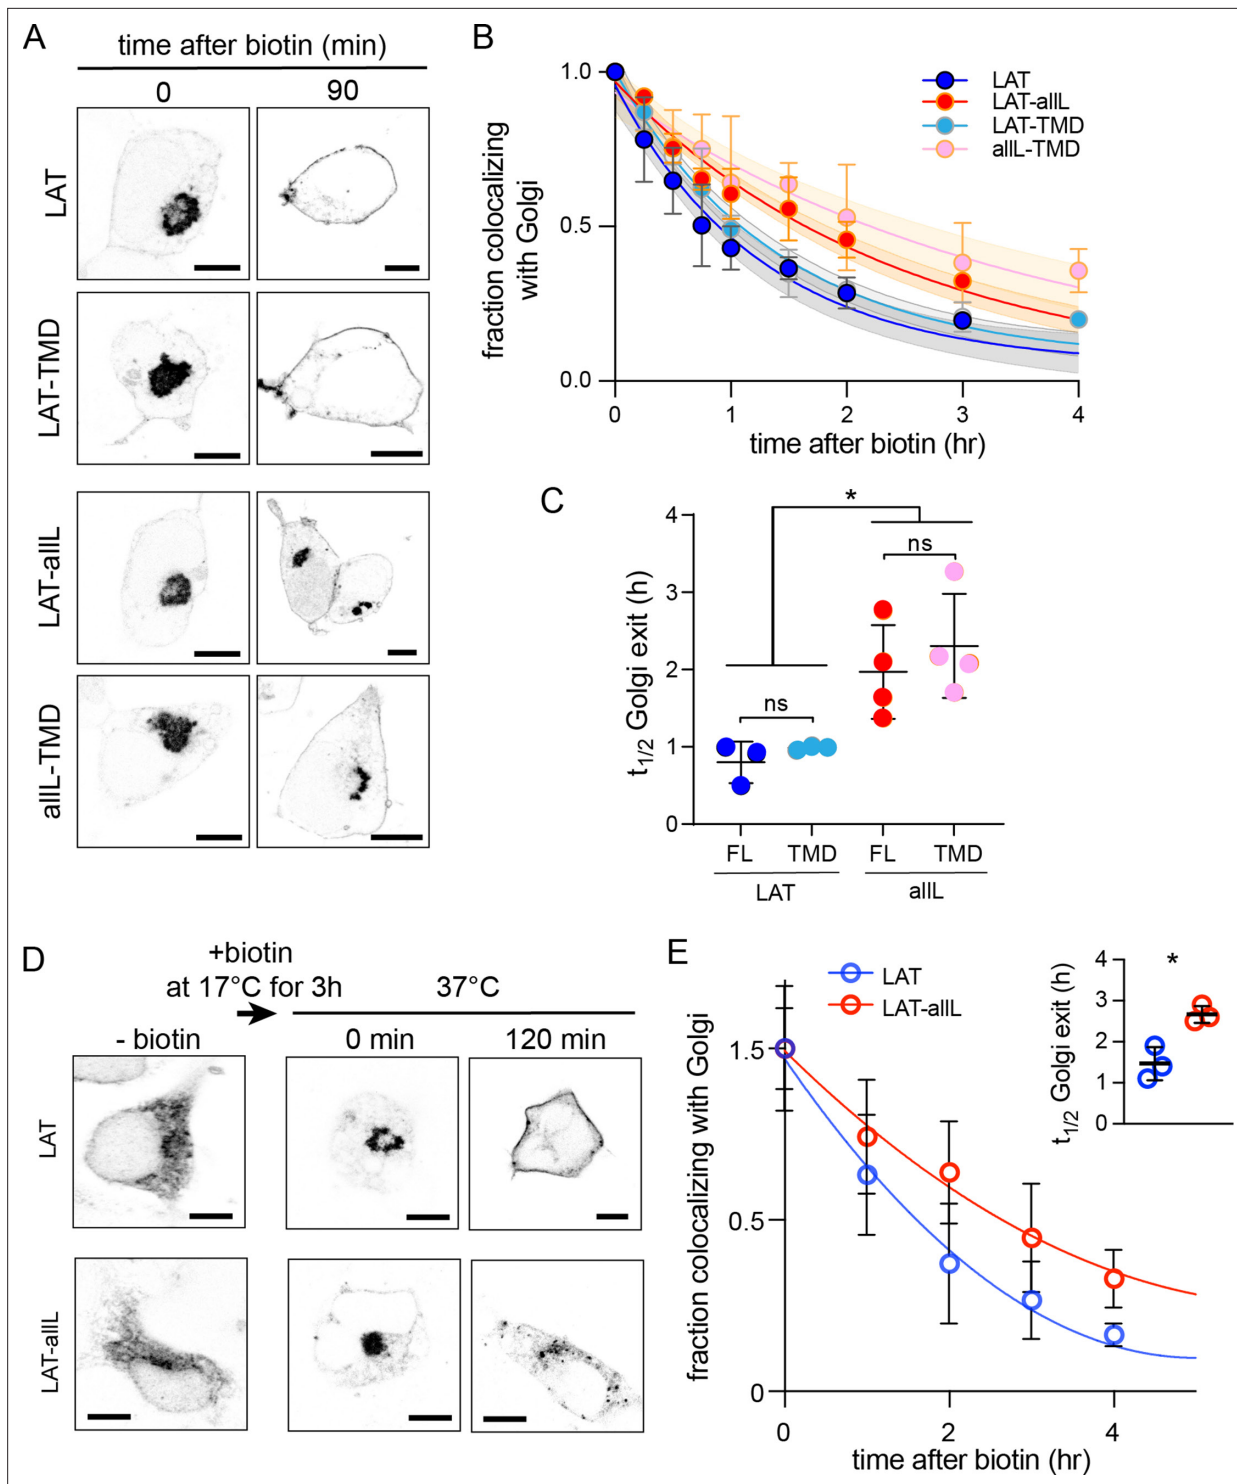 A
time after biotin (min)
0
90
LAT
LAT-TMD
LAT-allL
allL-TMD
B
1.0
0.5
0.0
0
1
2
3
4
fraction colocalizing
with Golgi
time after biotin (hr)
LAT
LAT-allL
LAT-TMD
allL-TMD
C
*
ns
ns
4
3
2
1
0
t1/2 Golgi exit (h)
FL
TMD
FL
TMD
LAT
allL
D
+biotin
at 17°C for 3h
37°C
- biotin
0 min
120 min
LAT
LAT-allL
E
LAT
LAT-allL
1.5
0.5
0
0
2
4
fraction colocalizing with Golgi
time after biotin (hr)
4
3
2
1
0
t1/2 Golgi exit (h)
*